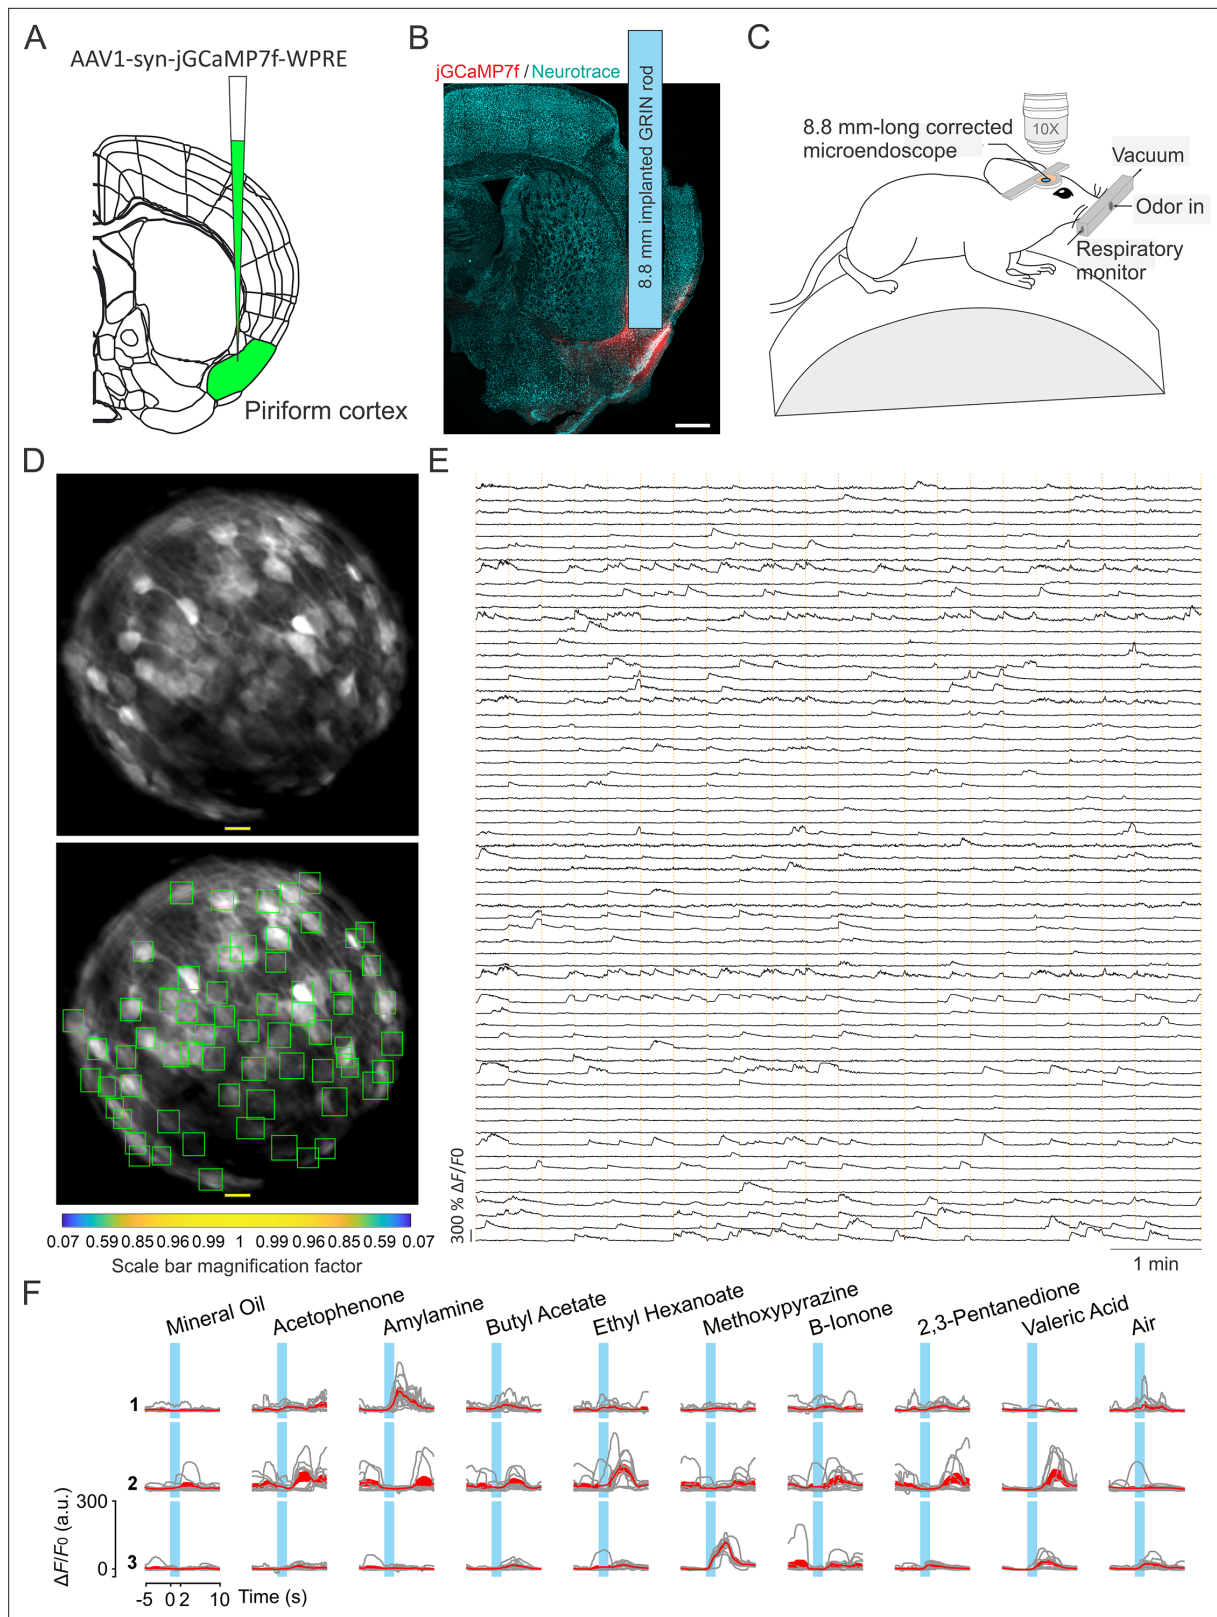 A
AAV1-syn-jGCaMP7f-WPRE
Piriform cortex
B
jGCaMP7f / Neurotrace
8.8 mm implanted GRIN rod
C
10X
8.8 mm-long corrected
microendoscope
Vacuum
Odor in
Respiratory
monitor
D
0.07 0.59 0.85 0.96 0.99 1 0.99 0.96 0.85 0.59 0.07
Scale bar magnification factor
E
300 % ΔF/F0
1 min
F
Mineral Oil
Acetophenone
Amylamine
Butyl Acetate
Ethyl Hexanoate
Methoxypyrazine
B-Ionone
2,3-Pentanedione
Valeric Acid
Air
1
2
3
300
0
ΔF/F0 (a.u.)
-5 0 2 10
Time (s)